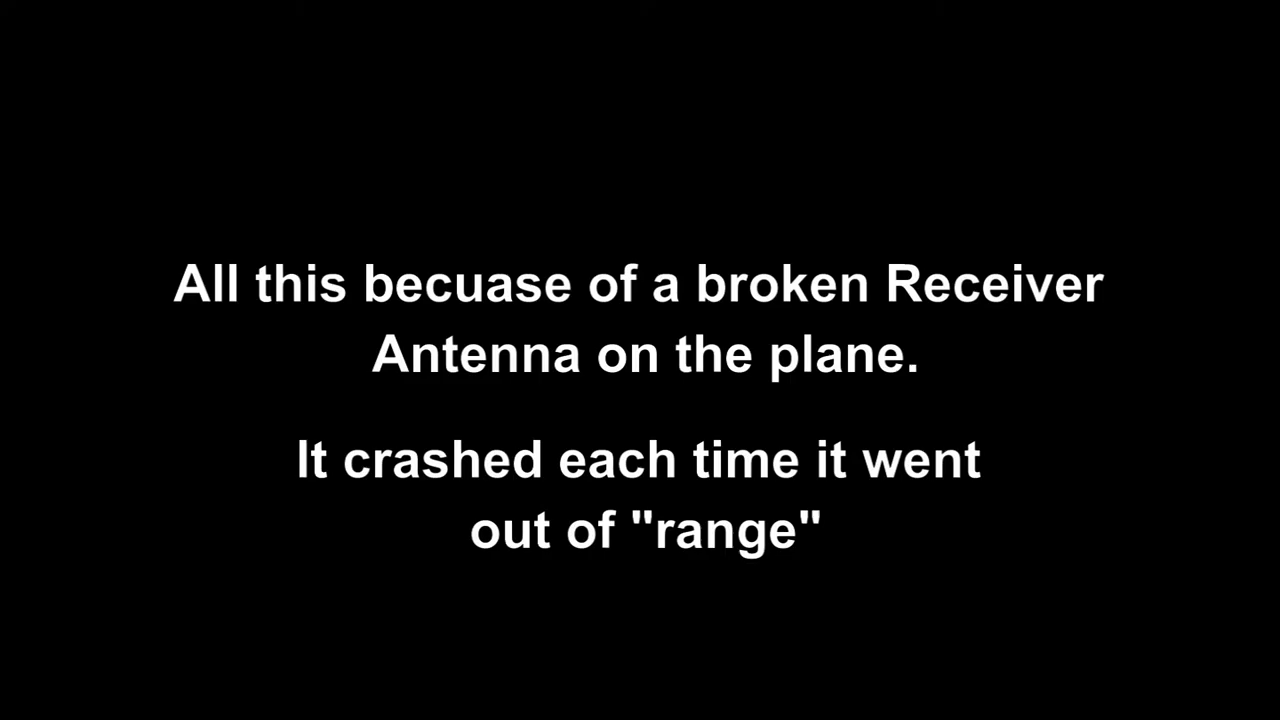 All this becuase of a broken Receiver
Antenna on the plane.
It crashed each time it went
out of "range"